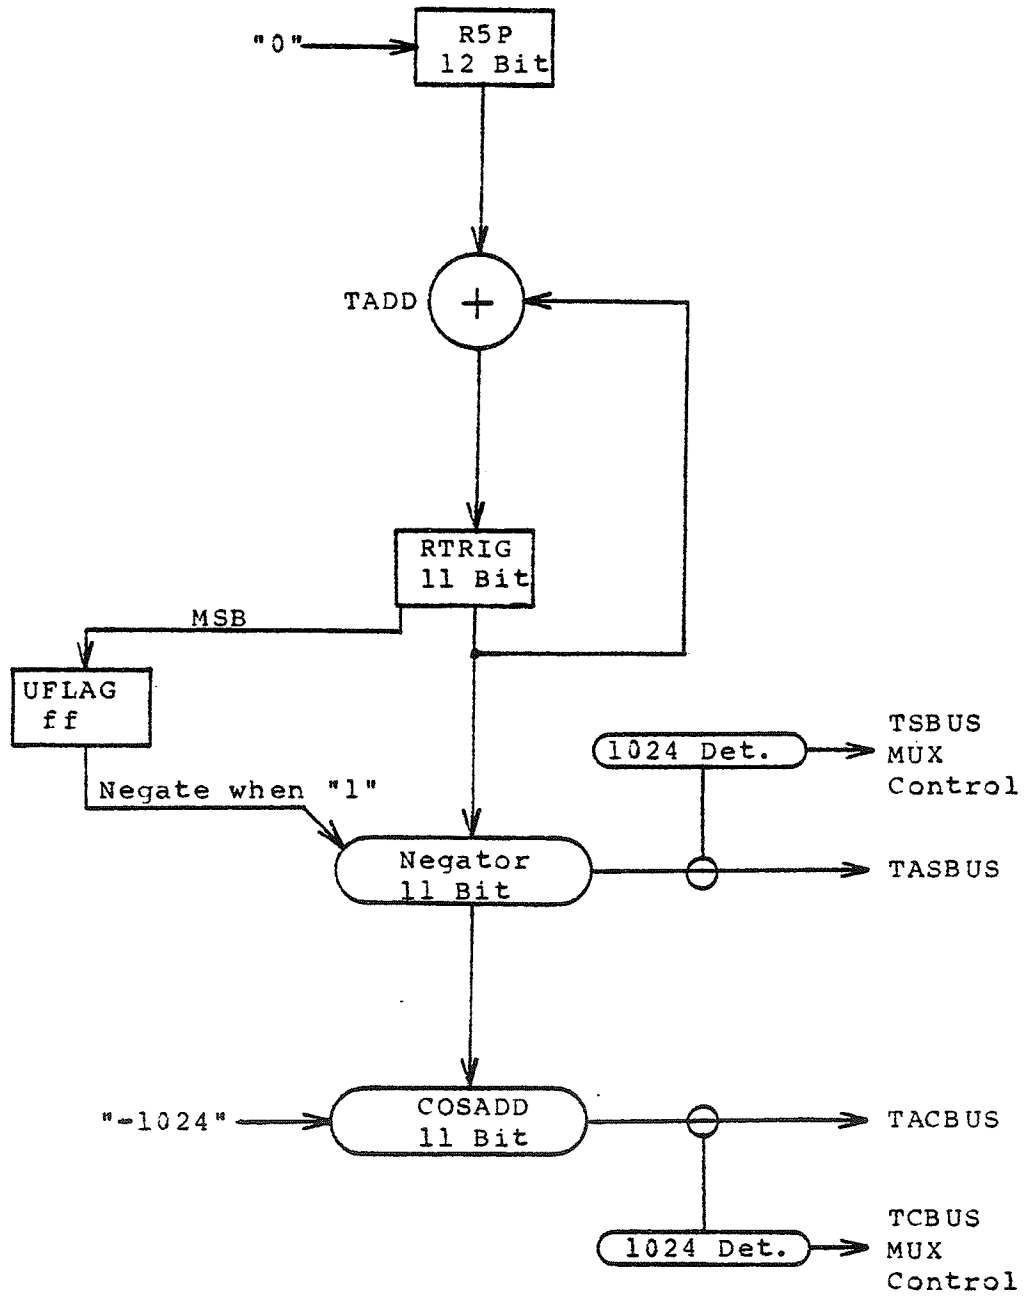 "0"
R5P
12 Bit
TADD
+
RTRIG
11 Bit
MSB
UFLAG
ff
Negate when "1"
1024 Det.
TSBUS
MUX
Control
Negator
11 Bit
TASBUS
"-1024"
COSADD
11 Bit
TACBUS
1024 Det.
TCBUS
MUX
Control